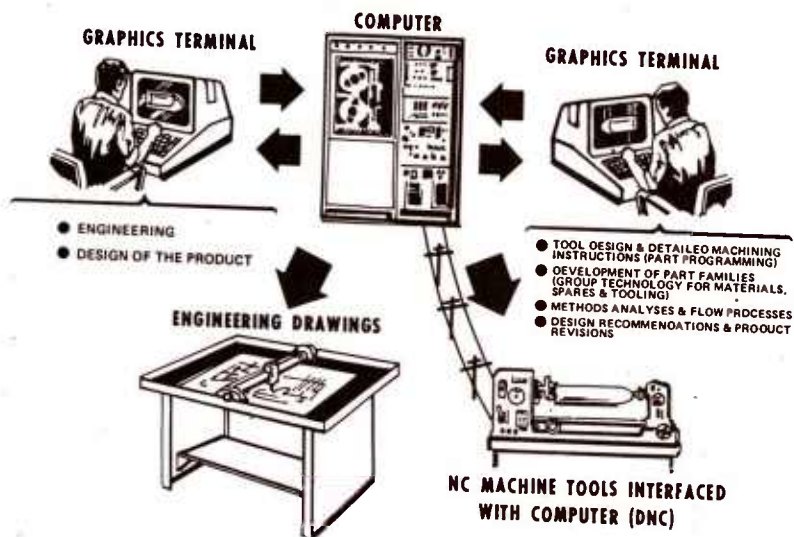 COMPUTER
GRAPHICS TERMINAL
GRAPHICS TERMINAL
● ENGINEERING
● DESIGN OF THE PRODUCT
● TOOL OESIGN & DETAILEO MACHINING
INSTRUCTIONS (PART PROGRAMMING)
● OEVELOPMENT OF PART FAMILIES
(GROUP TECHNOLOGY FOR MATERIALS,
SPARES & TOOLING)
● METHODS ANALYSES & FLOW PROCESSES
● DESIGN RECOMMENOATIONS & PROOUCT
REVISIONS
ENGINEERING DRAWINGS
NC MACHINE TOOLS INTERFACED
WITH COMPUTER (DNC)